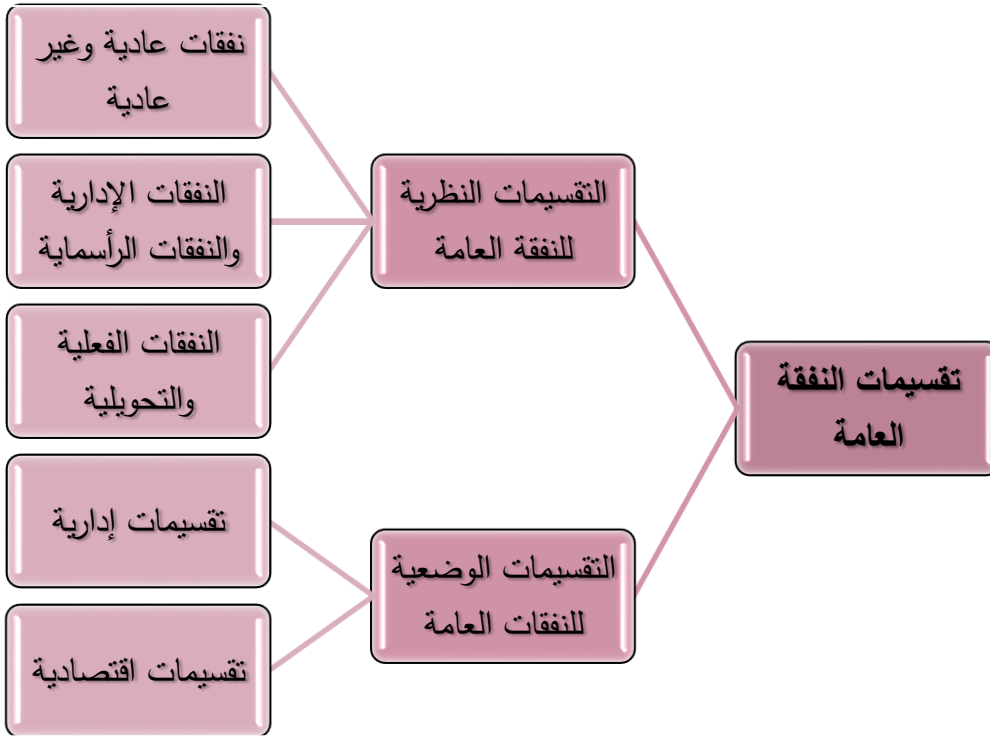 تقسيمات النفقة
العامة
التقسيمات النظرية
للنفقة العامة
نفقات عادية وغير
عادية
النفقات الإدارية
والنفقات الرأسماية
النفقات الفعلية
والتحويلية
التقسيمات الوضعية
للنفقات العامة
تقسيمات إدارية
تقسيمات اقتصادية